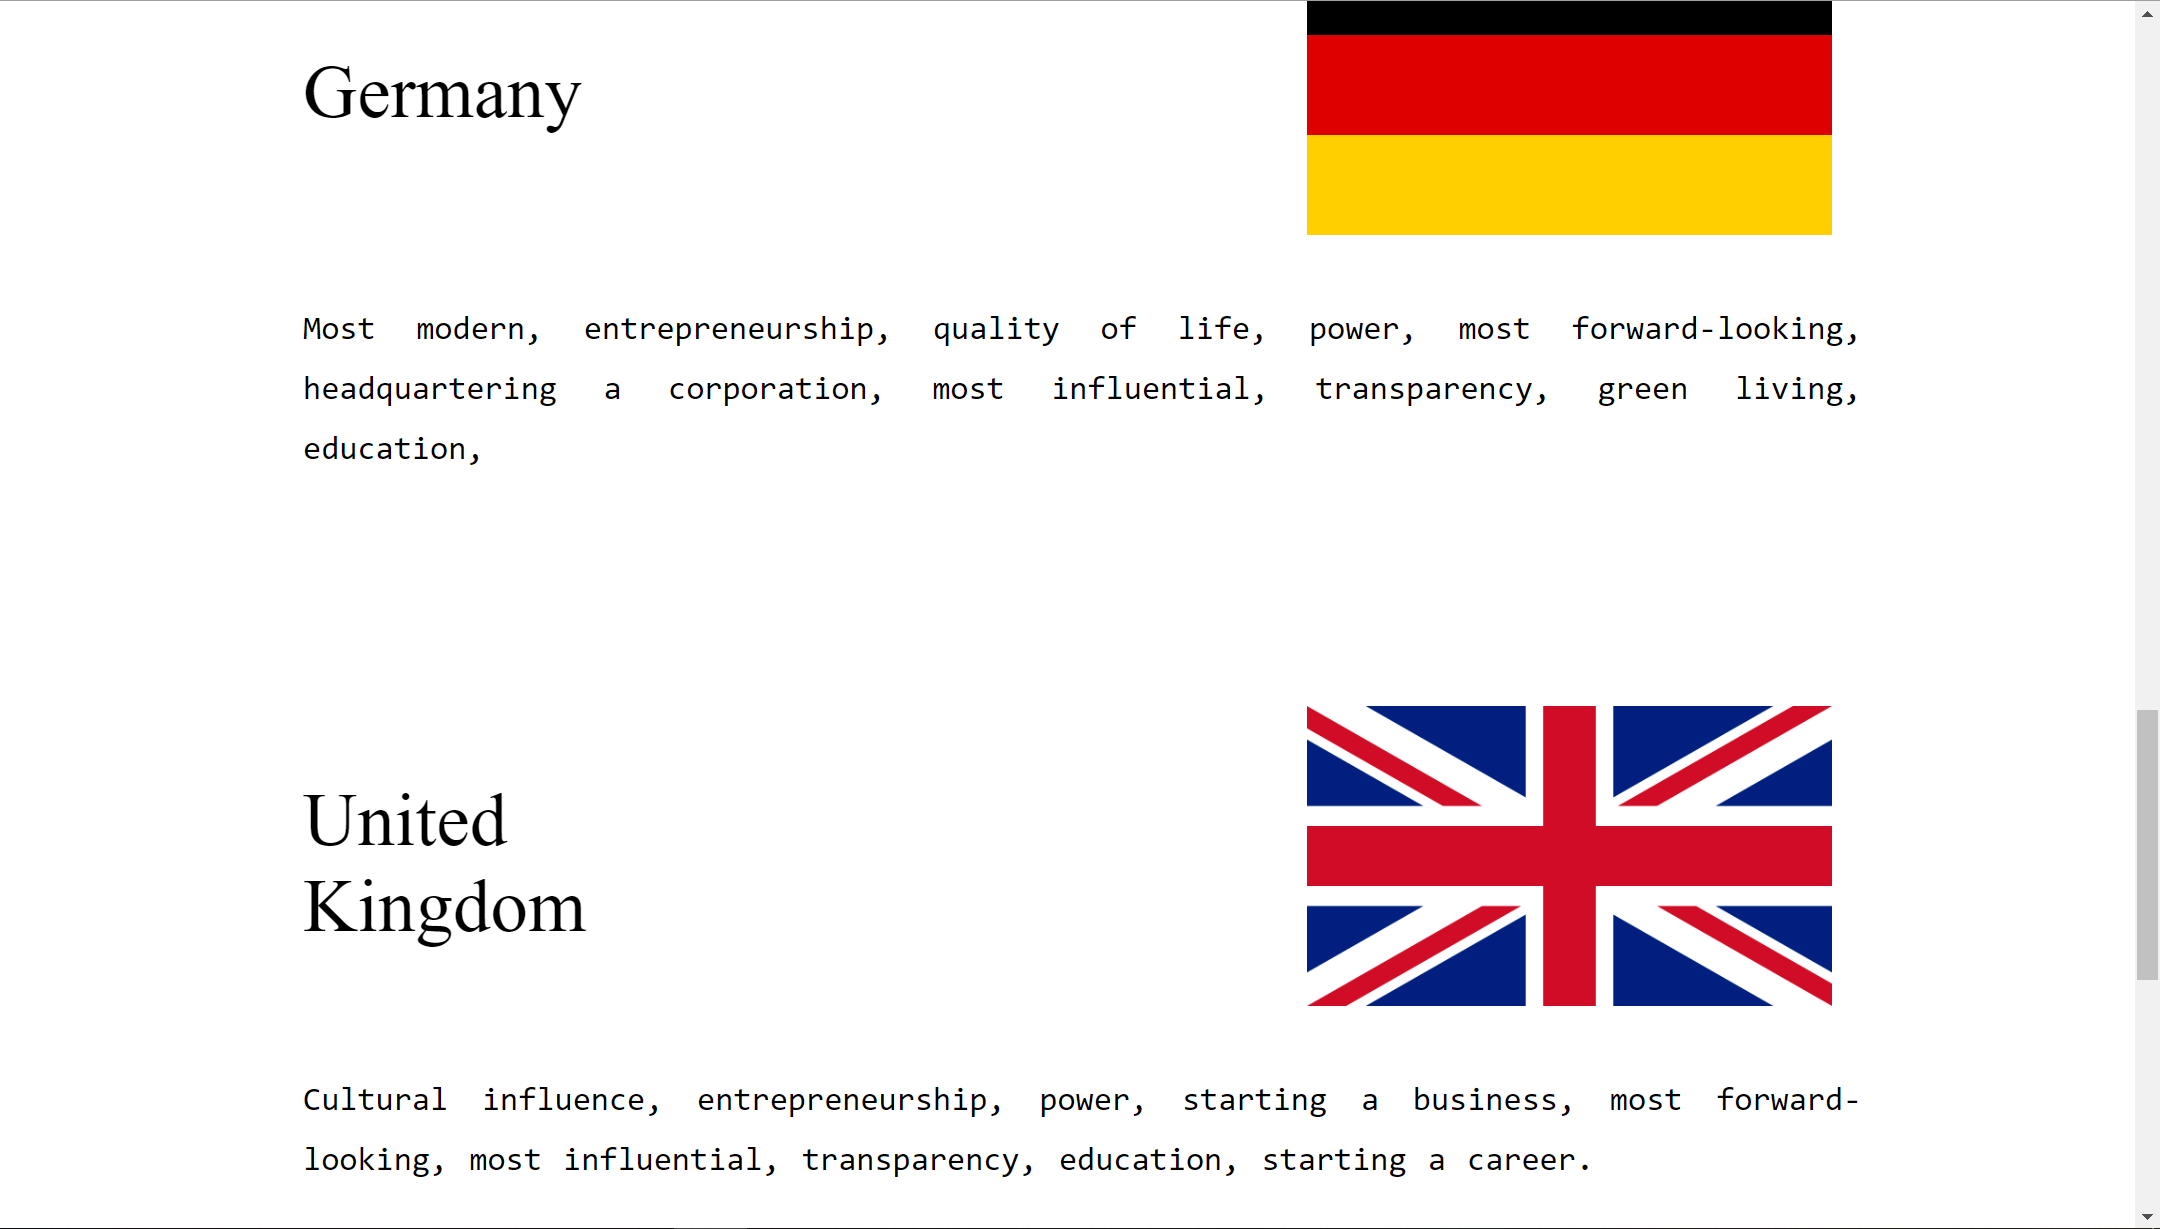 Germany
Most modern, entrepreneurship, quality of life, power, most forward-looking,
headquartering a corporation, most influential, transparency, green living,
education,
United
Kingdom
Cultural influence, entrepreneurship, power, starting a business, most forward-
looking, most influential, transparency, education, starting a career.